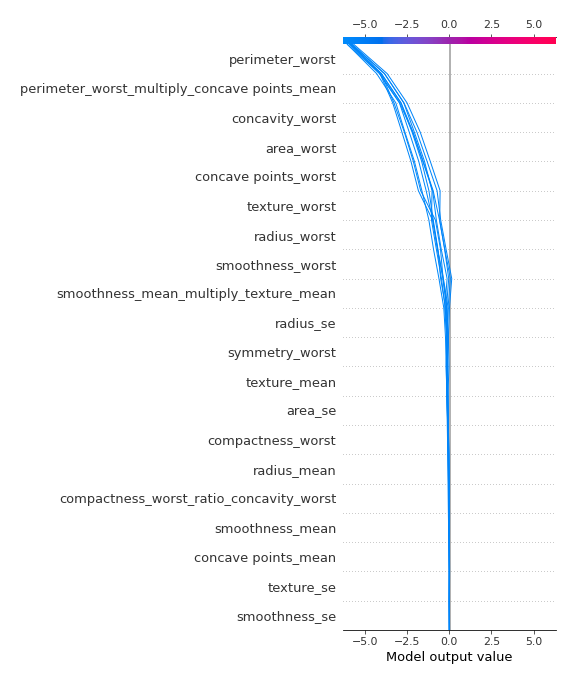 −5.0 −2.5 0.0 2.5 5.0
perimeter_worst
perimeter_worst_multiply_concave points_mean
concavity_worst
area_worst
concave points_worst
texture_worst
radius_worst
smoothness_worst
smoothness_mean_multiply_texture_mean
radius_se
symmetry_worst
texture_mean
area_se
compactness_worst
radius_mean
compactness_worst_ratio_concavity_worst
smoothness_mean
concave points_mean
texture_se
smoothness_se
−5.0 −2.5 0.0 2.5 5.0
Model output value